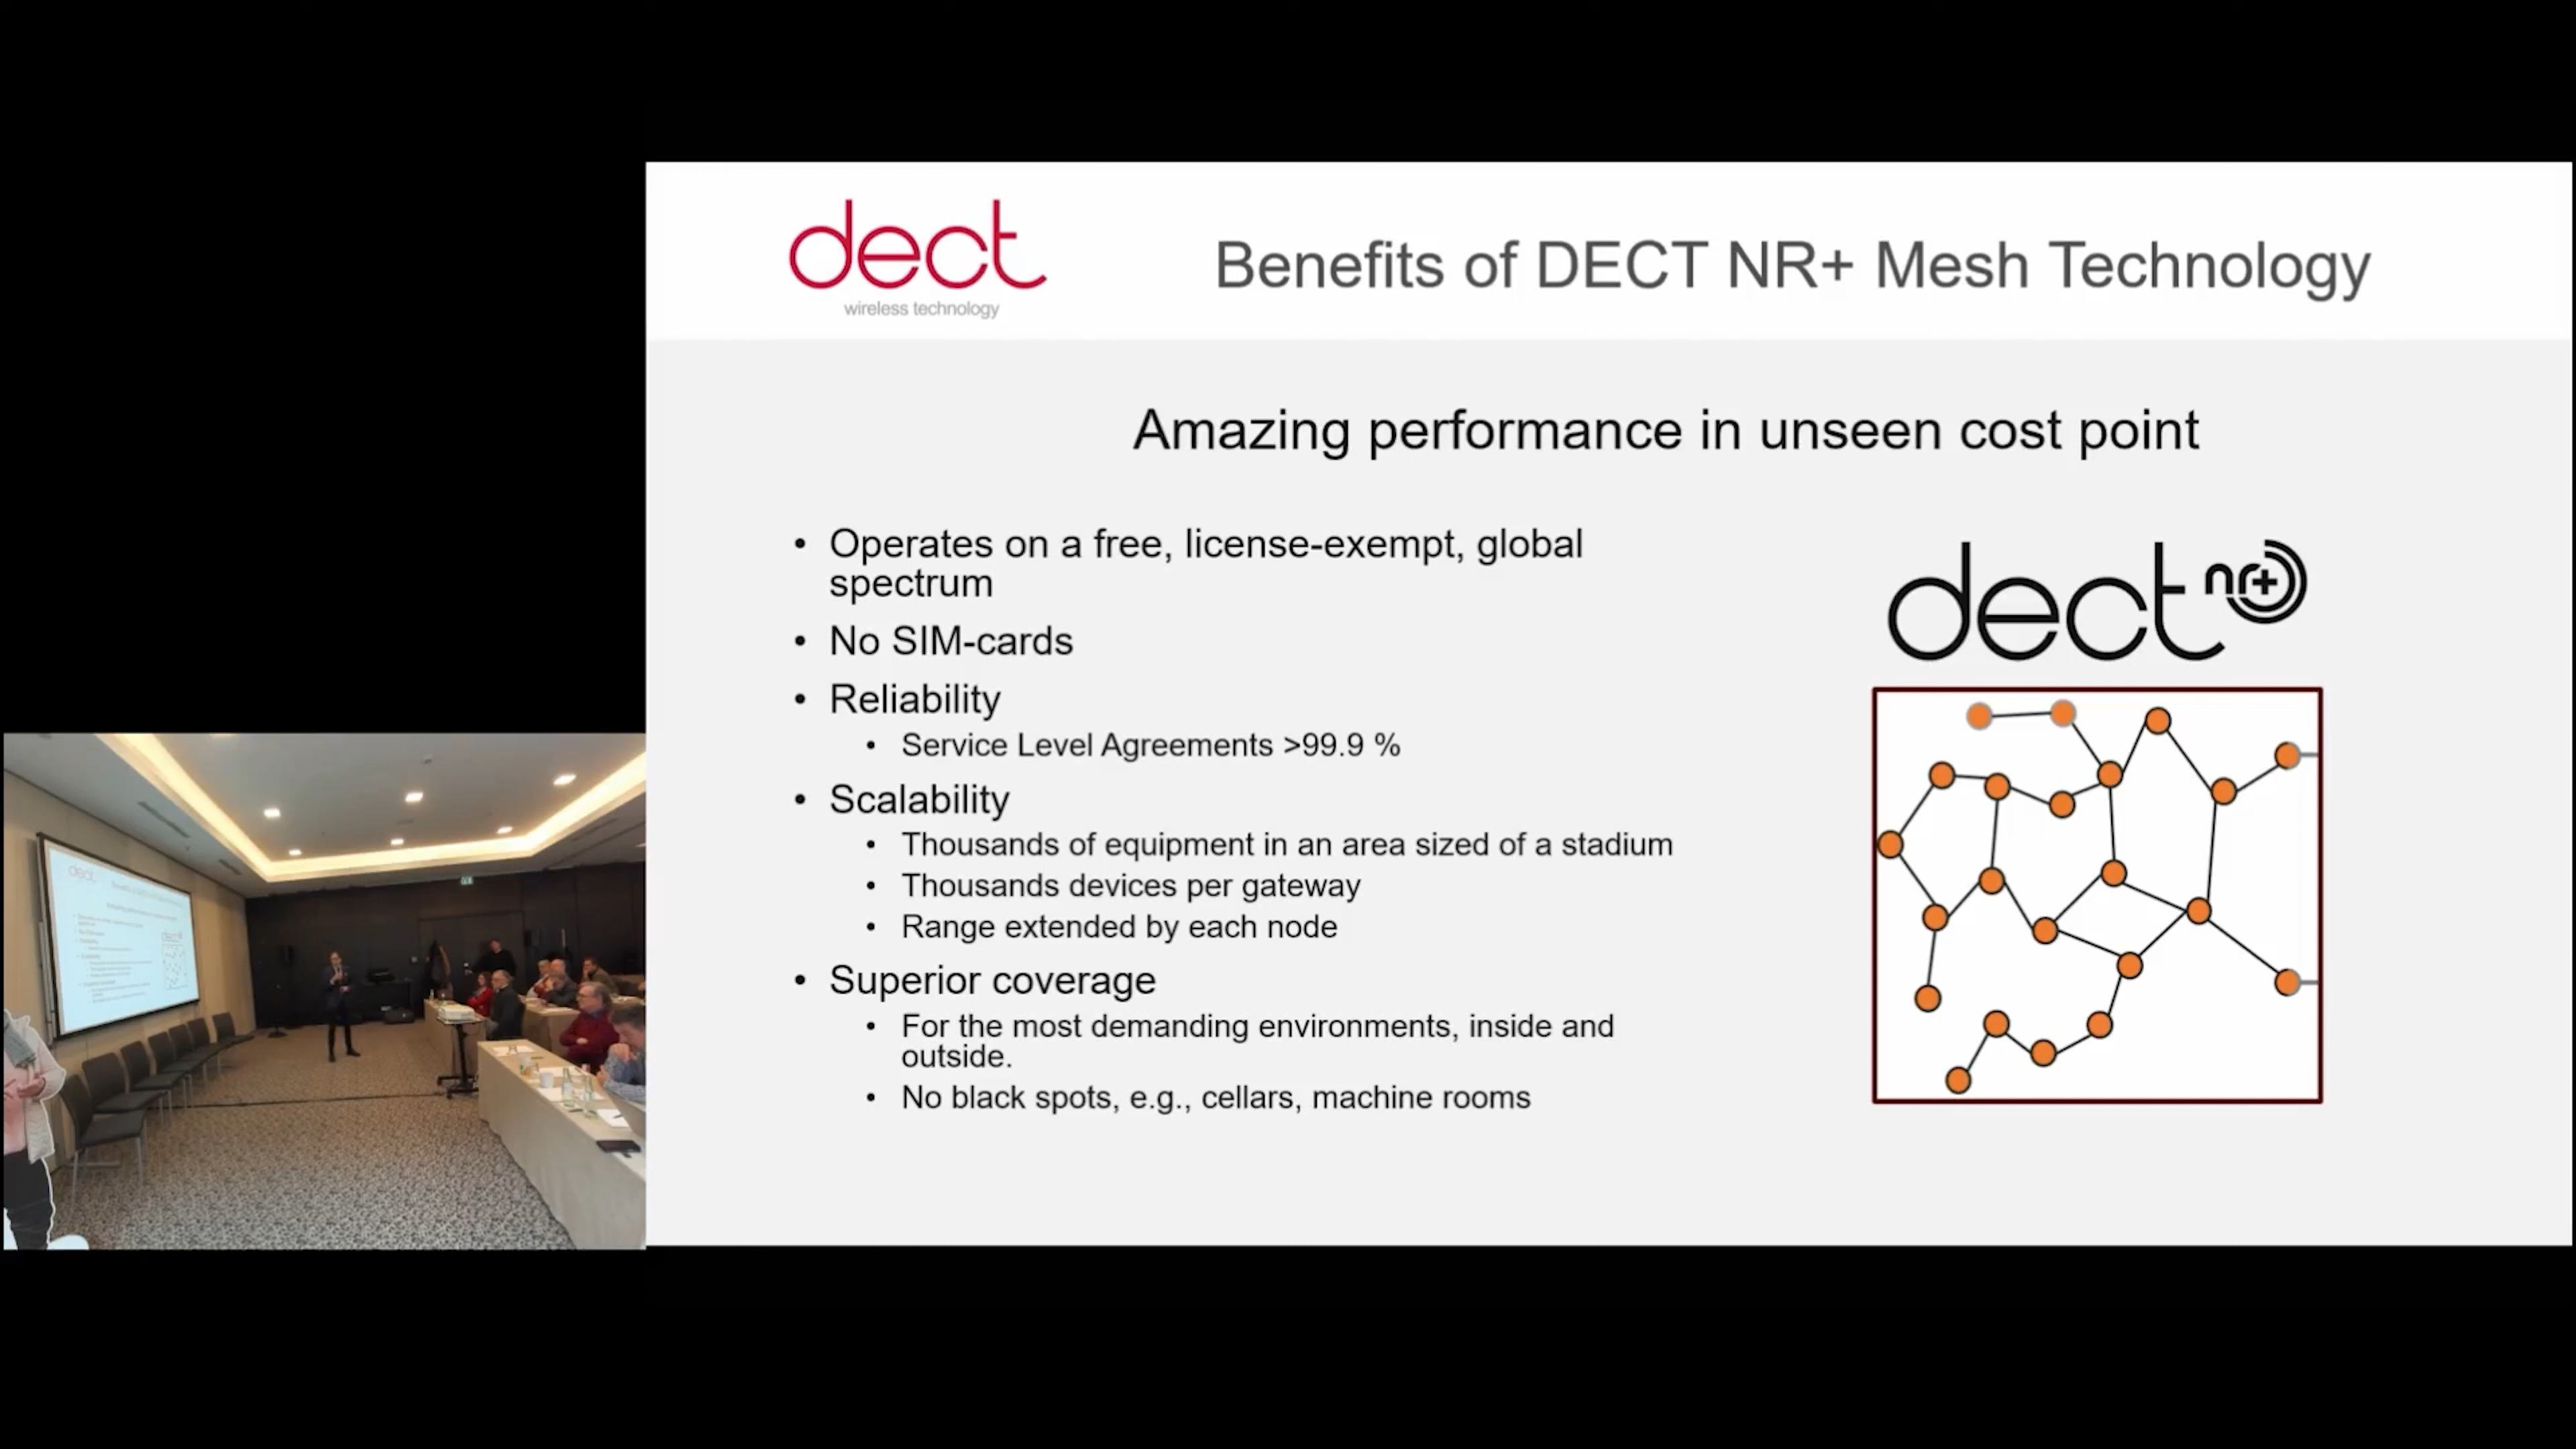 dect
wireless technology
Benefits of DECT NR+ Mesh Technology
Amazing performance in unseen cost point
• Operates on a free, license-exempt, global
spectrum
• No SIM-cards
• Reliability
• Service Level Agreements >99.9 %
• Scalability
• Thousands of equipment in an area sized of a stadium
• Thousands devices per gateway
• Range extended by each node
• Superior coverage
• For the most demanding environments, inside and
outside.
• No black spots, e.g., cellars, machine rooms
dect nr+